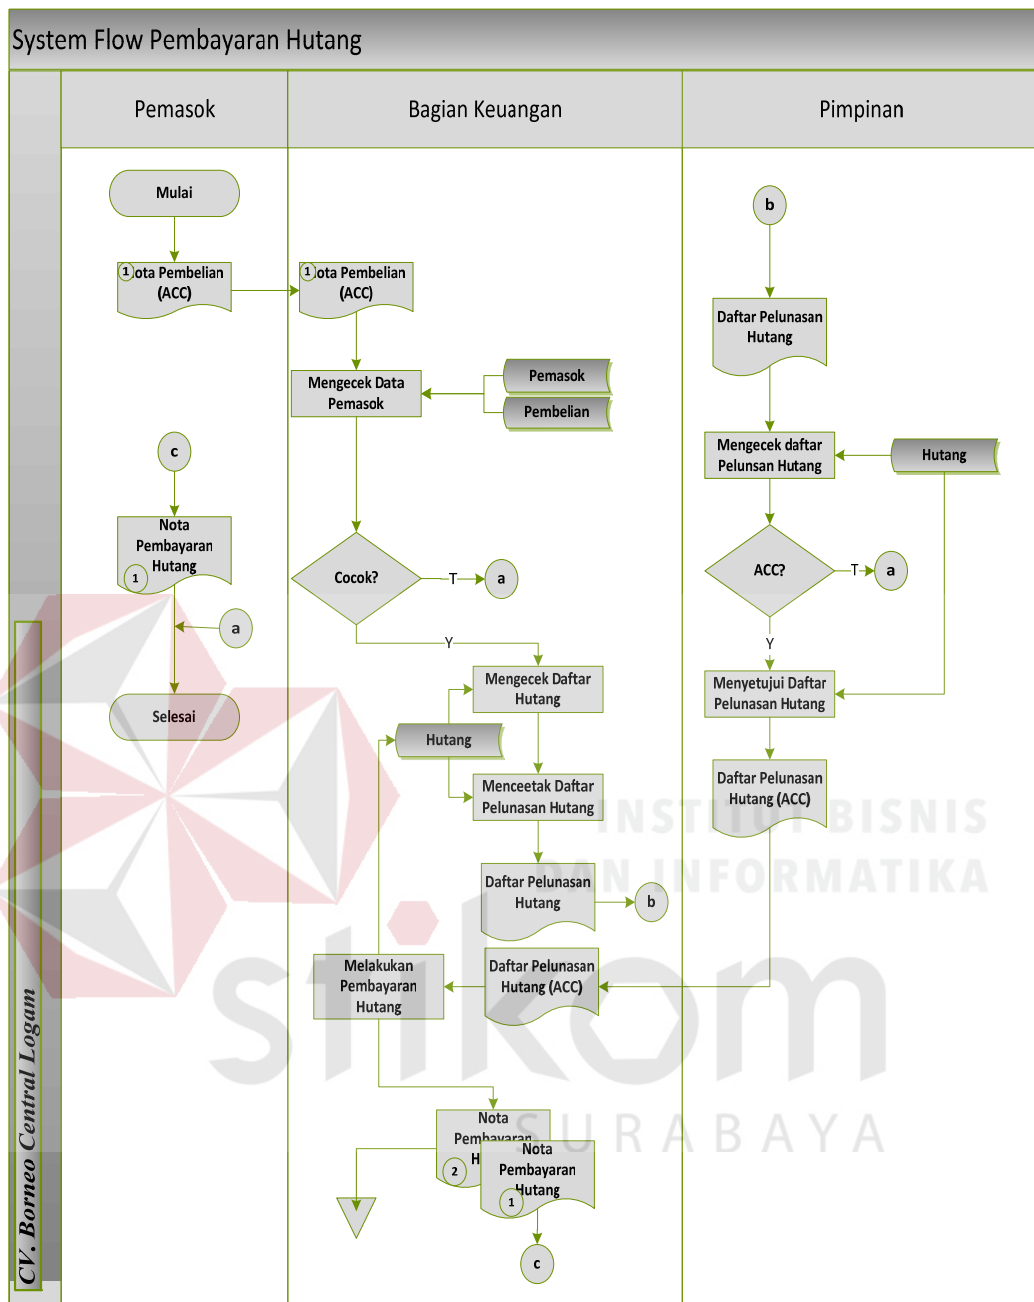 System Flow Pembayaran Hutang
Pemasok
Bagian Keuangan
Pimpinan
CV. Borneo Central Logam
Mulai
1
ota Pembelian
(ACC)
c
Nota
Pembayaran
Hutang
1
a
Selesai
1
ota Pembelian
(ACC)
Mengecek Data
Pemasok
Pemasok
Pembelian
Cocok?
T
a
Y
Mengecek Daftar
Hutang
Hutang
Menceetak Daftar
Pelunasan Hutang
Daftar Pelunasan
Hutang
b
Daftar Pelunasan
Hutang (ACC)
Melakukan
Pembayaran
Hutang
Nota
Pembayaran
H
2
Nota
Pembayaran
Hutang
1
c
b
Daftar Pelunasan
Hutang
Mengecek daftar
Pelunsan Hutang
Hutang
ACC?
T
a
Y
Menyetujui Daftar
Pelunasan Hutang
Daftar Pelunasan
Hutang (ACC)
INSTITUT BISNIS
DAN INFORMATIKA
stikom
SURABAYA